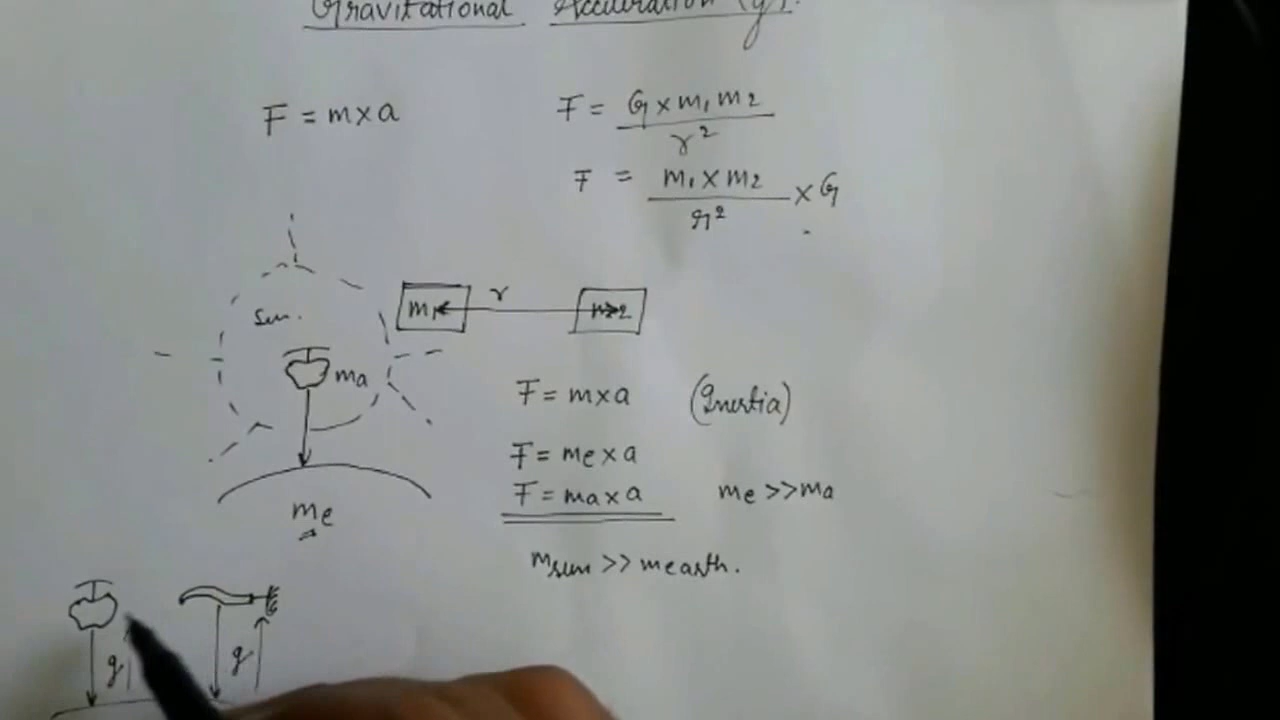 Gravitational Acceleration (g).
F = m x a
F = G x m1 m2 / r²
F = m1 x m2 / r² x G
Sun.
m1
r
m2
ma
F = m x a (Inertia)
F = me x a
F = ma x a me >> ma
me
msun >> mearth.
g
g